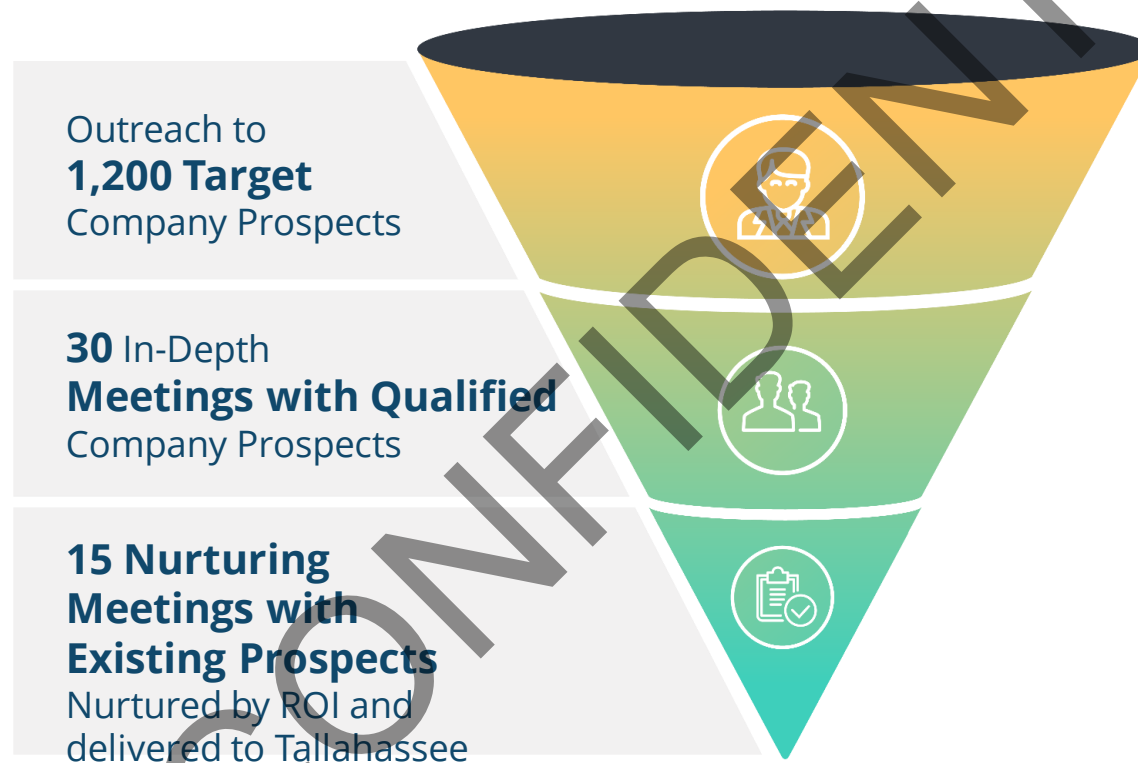 Outreach to
1,200 Target
Company Prospects
30 In-Depth
Meetings with Qualified
Company Prospects
15 Nurturing
Meetings with
Existing Prospects
Nurtured by ROI and
delivered to Tallahassee
CONFIDENT